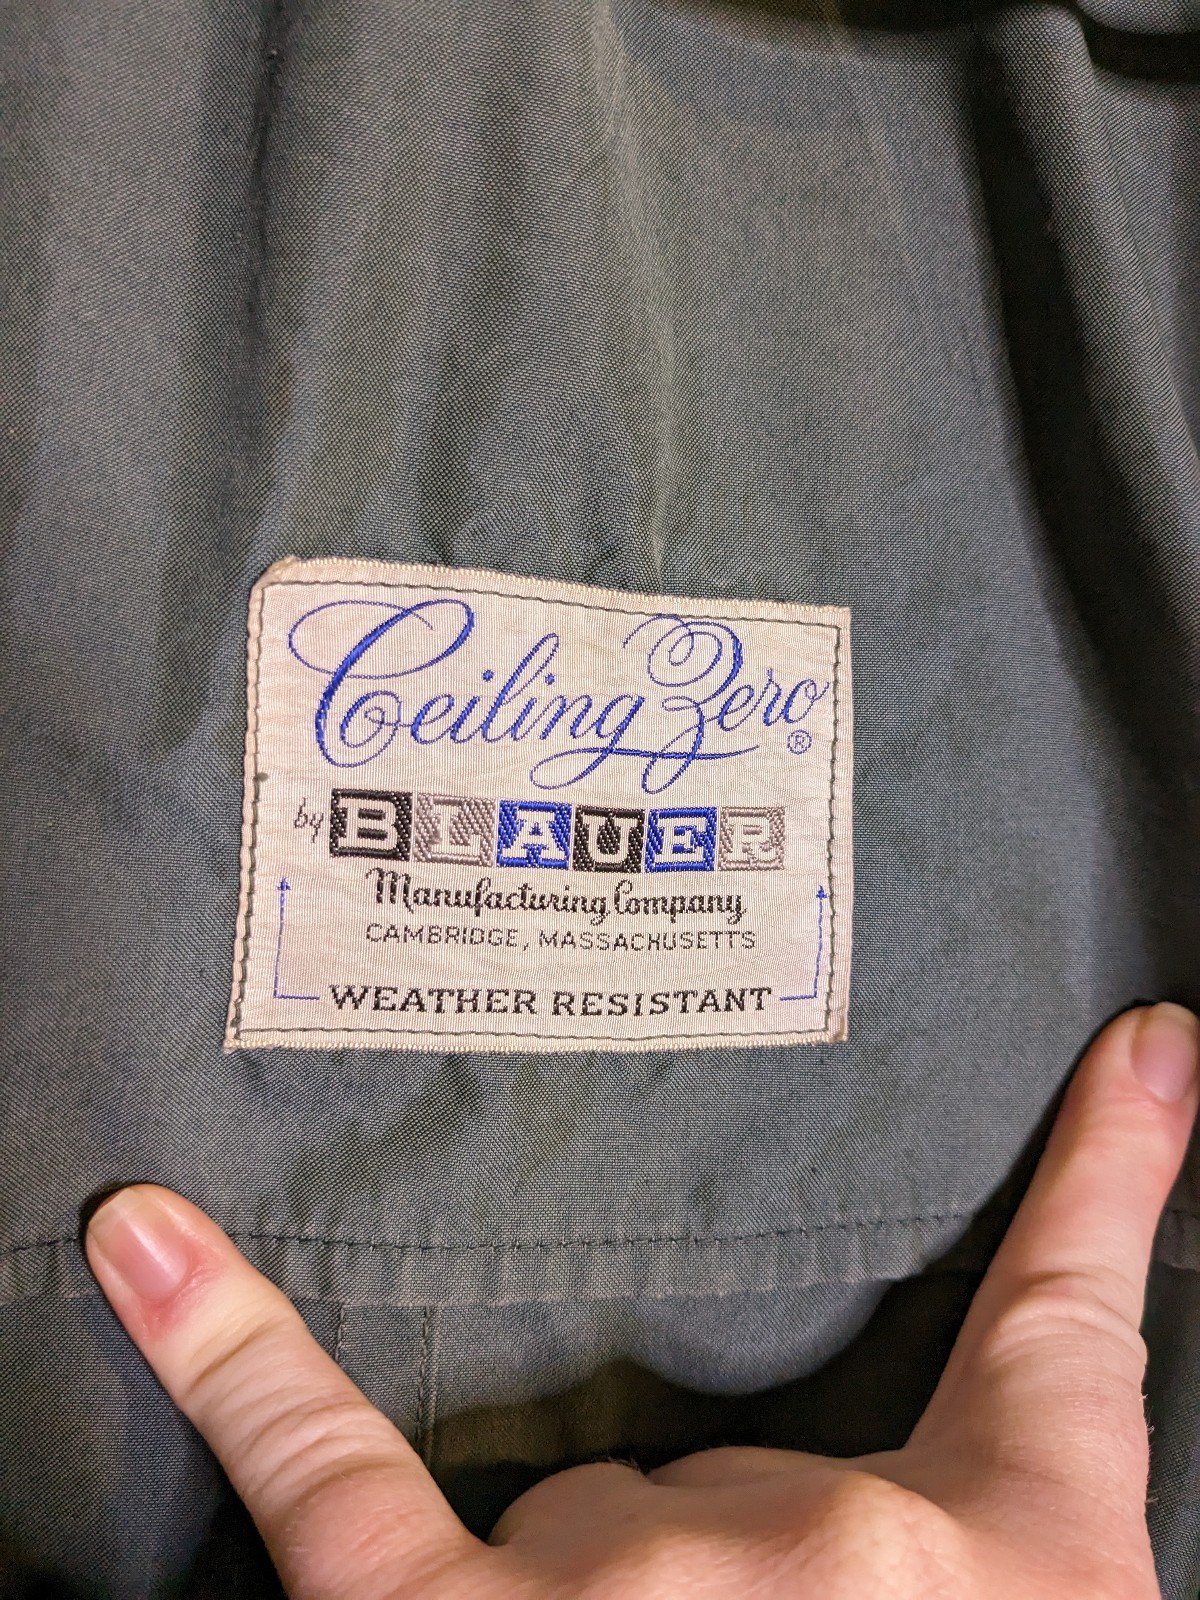 Ceiling Zero ®
by BLAUER
Manufacturing Company
CAMBRIDGE, MASSACHUSETTS
WEATHER RESISTANT